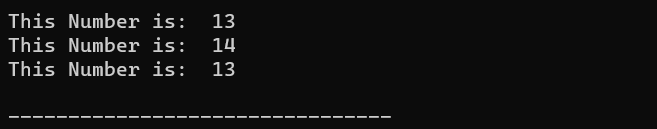 This Number is:  13
This Number is:  14
This Number is:  13
--------------------------------